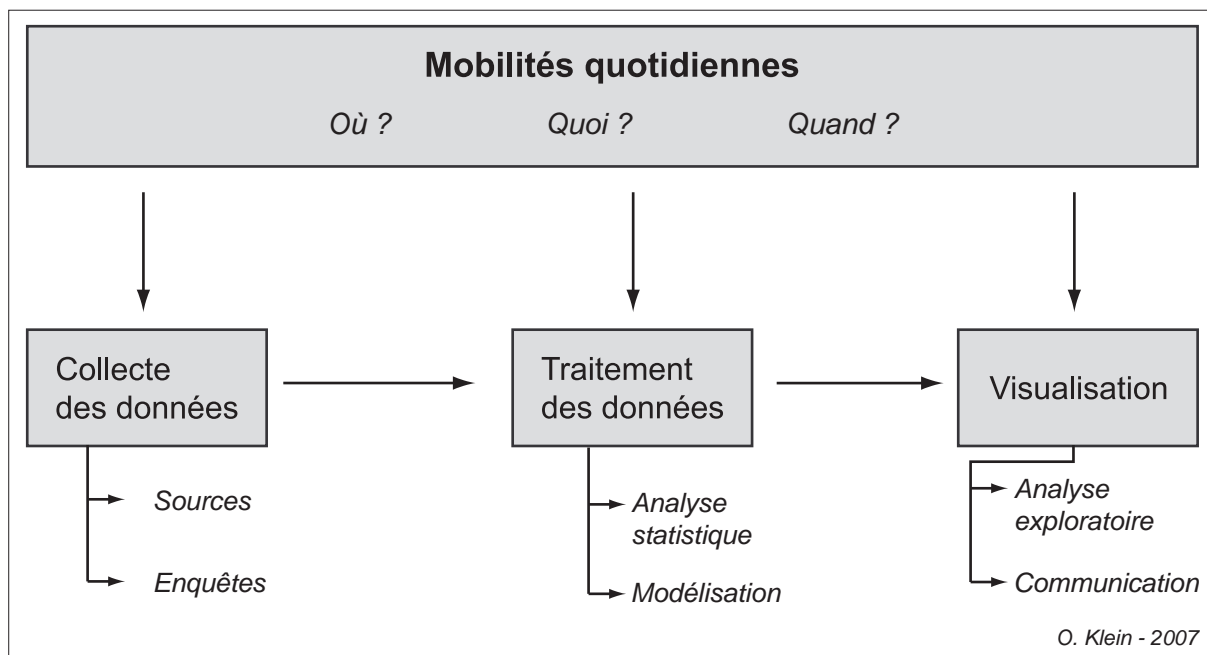 Mobilités quotidiennes
Où ? Quoi ? Quand ?
Collecte
des données
Sources
Enquêtes
Traitement
des données
Analyse
statistique
Modélisation
Visualisation
Analyse
exploratoire
Communication
O. Klein - 2007